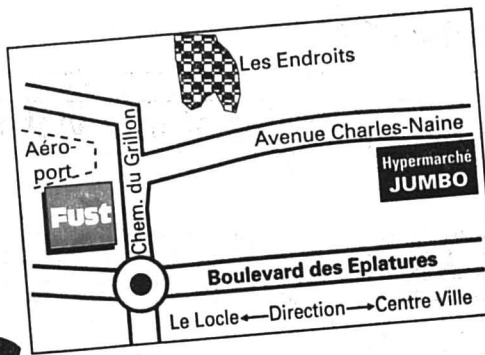 Les Endroits
Avenue Charles-Naine
Aéro-
port
Chem. du Grillon
Hypermarché
JUMBO
FUST
Boulevard des Eplatures
Le Locle←Direction→Centre Ville